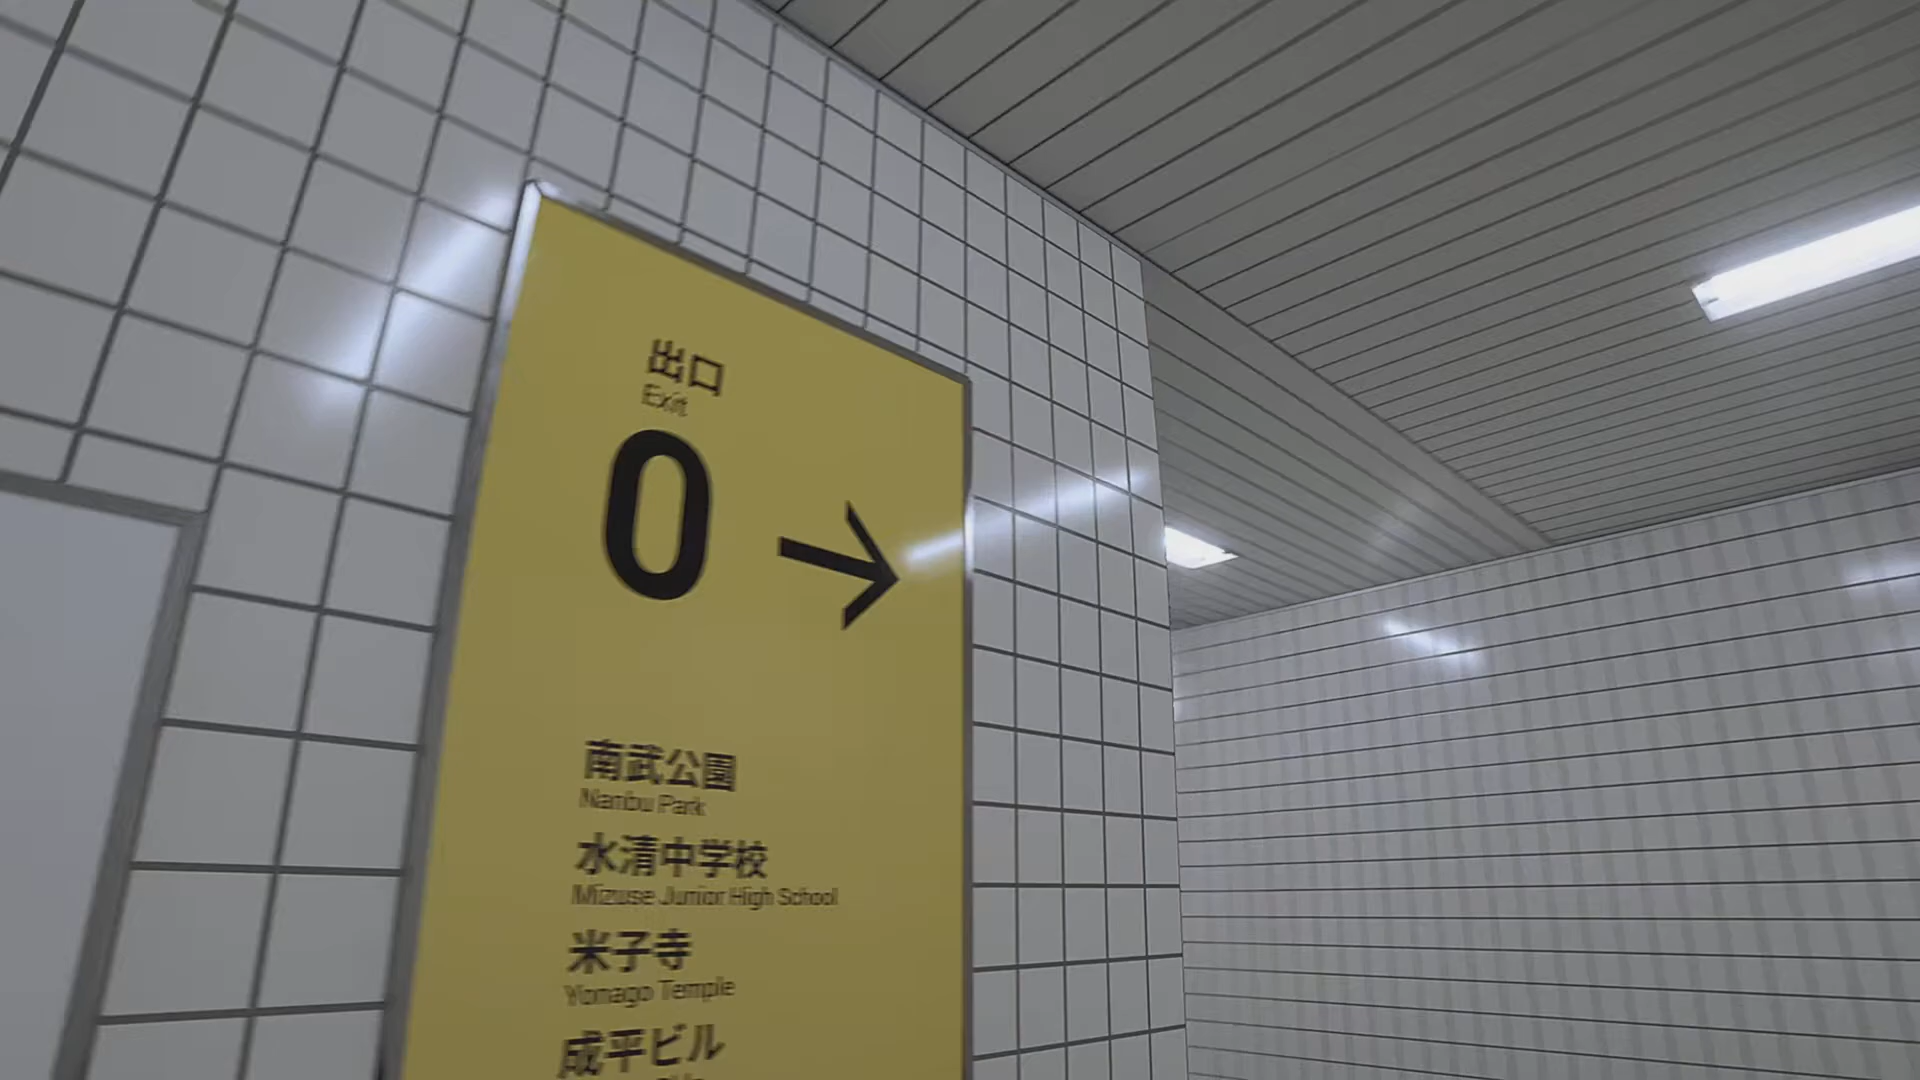 出口
Exit
0 →
南武公園
Nanbu Park
水清中学校
Mizuse Junior High School
米子寺
Yonago Temple
成平ビル